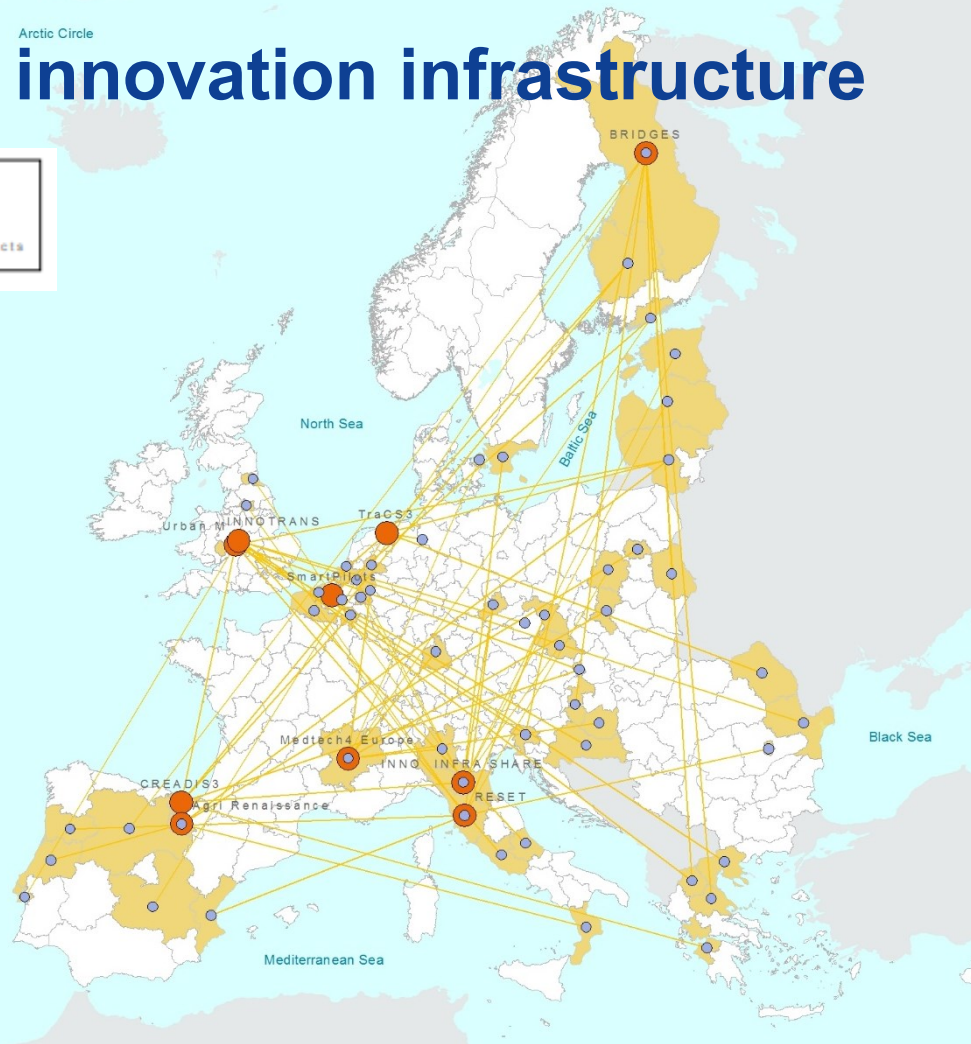 Arctic Circle
innovation infrastructure
BRIDGES
cts
North Sea
Baltic Sea
TraCS3
Urban M
INNOTRANS
SmartPilots
Black Sea
Medtech4 Europe
INNO INFRA SHARE
CREADIS3
RESET
Agri Renaissance
Mediterranean Sea